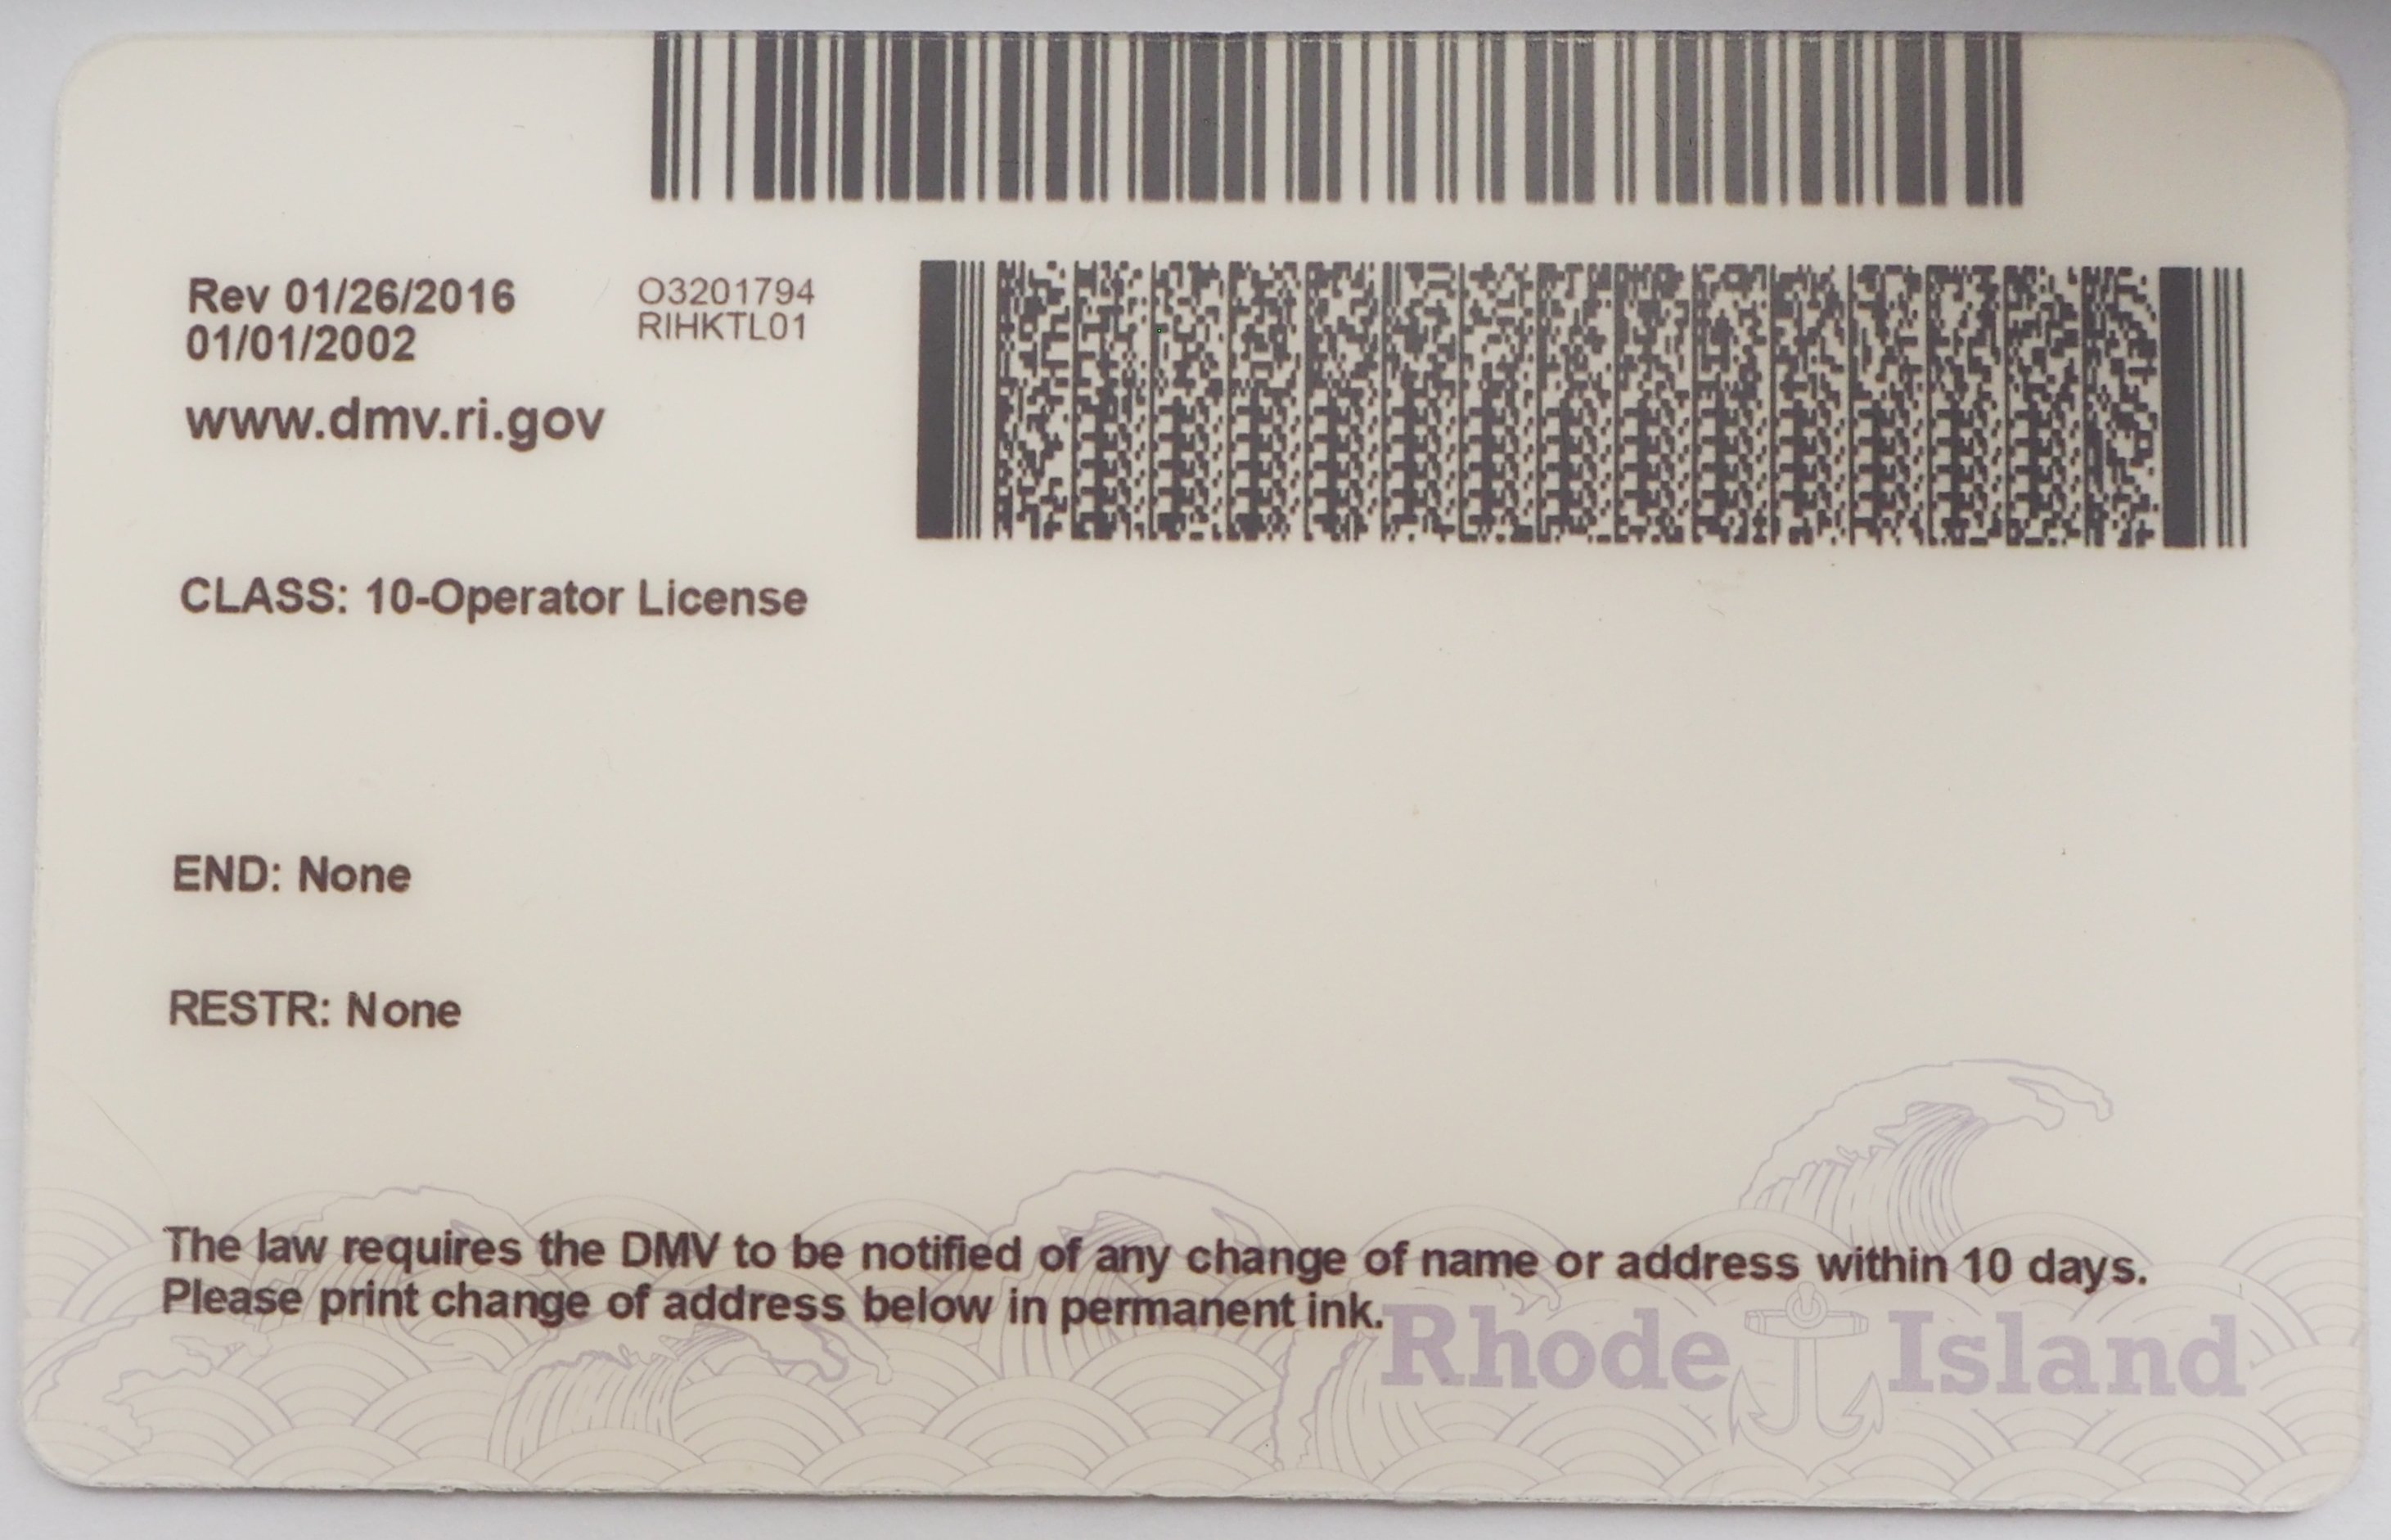 Rev 01/26/2016
01/01/2002
O3201794
RIHKTL01
www.dmv.ri.gov
CLASS: 10-Operator License
END: None
RESTR: None
The law requires the DMV to be notified of any change of name or address within 10 days.
Please print change of address below in permanent ink.
Rhode Island